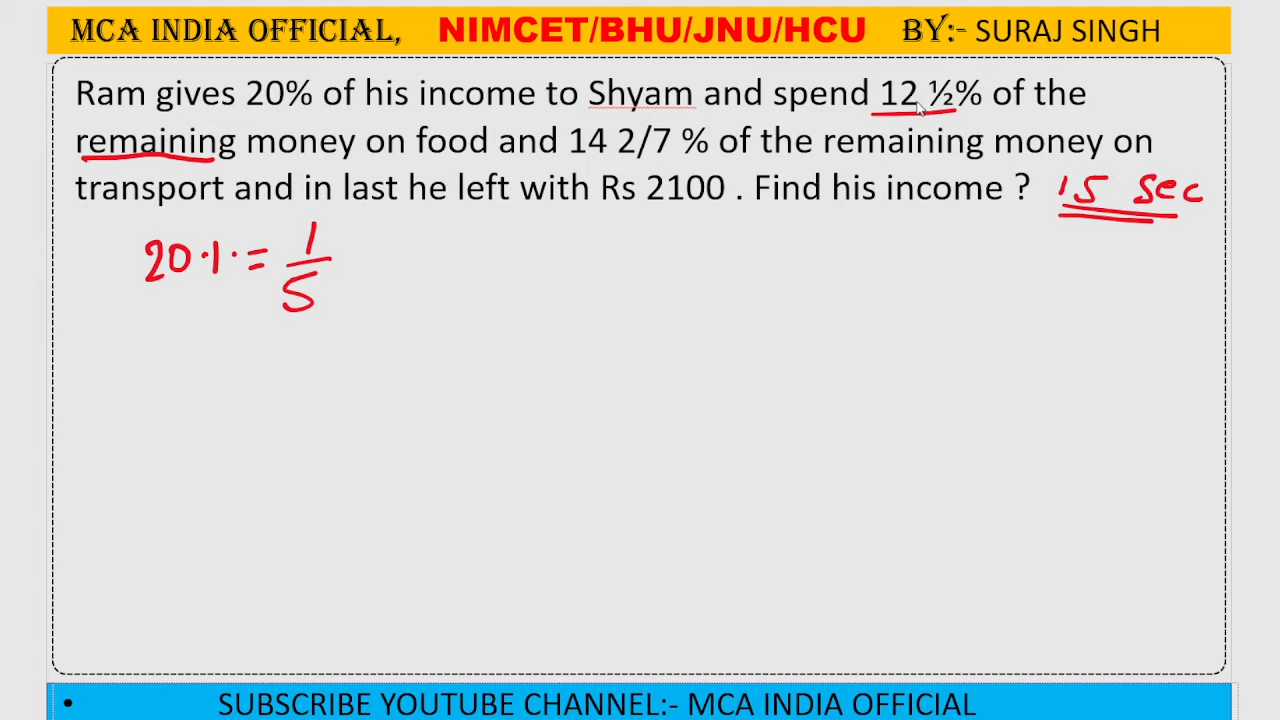 MCA INDIA OFFICIAL, NIMCET/BHU/JNU/HCU BY:- SURAJ SINGH
Ram gives 20% of his income to Shyam and spend 12 ½% of the
remaining money on food and 14 2/7 % of the remaining money on
transport and in last he left with Rs 2100 . Find his income ? 15 sec
20% = 1/5
• SUBSCRIBE YOUTUBE CHANNEL:- MCA INDIA OFFICIAL